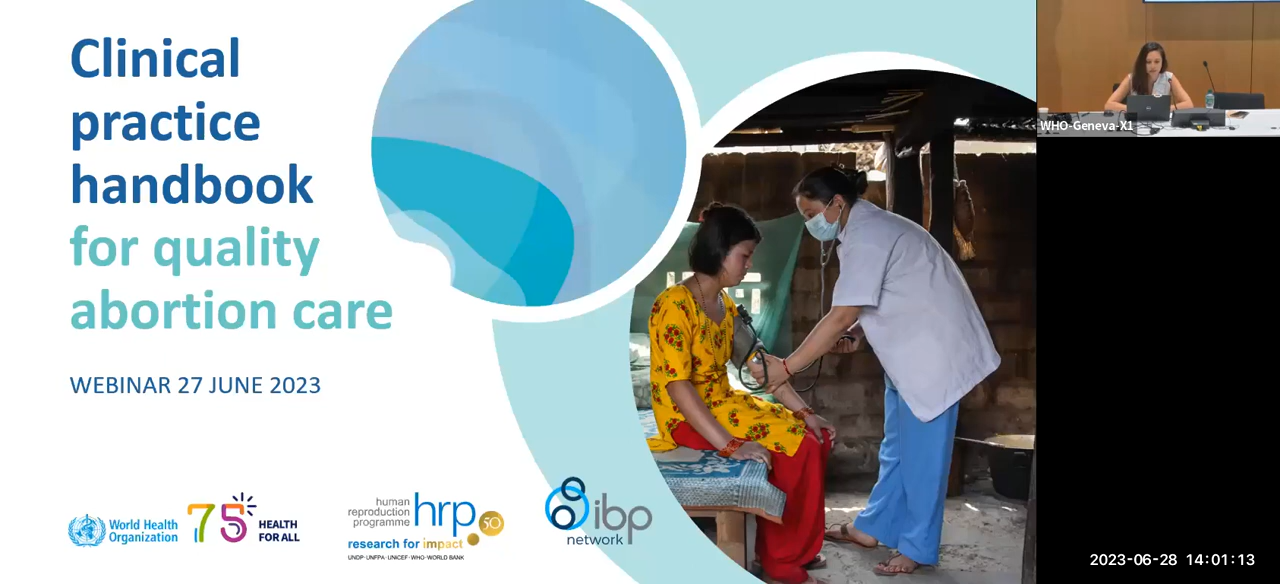 Clinical
practice
handbook
for quality
abortion care
WEBINAR 27 JUNE 2023
World Health
Organization
75
HEALTH
FOR ALL
human
reproduction
programme
hrp
50
research for impact
UNDP · UNFPA · UNICEF · WHO · WORLD BANK
ibp
network
WHO-Geneva-X1
2023-06-28 14:01:13